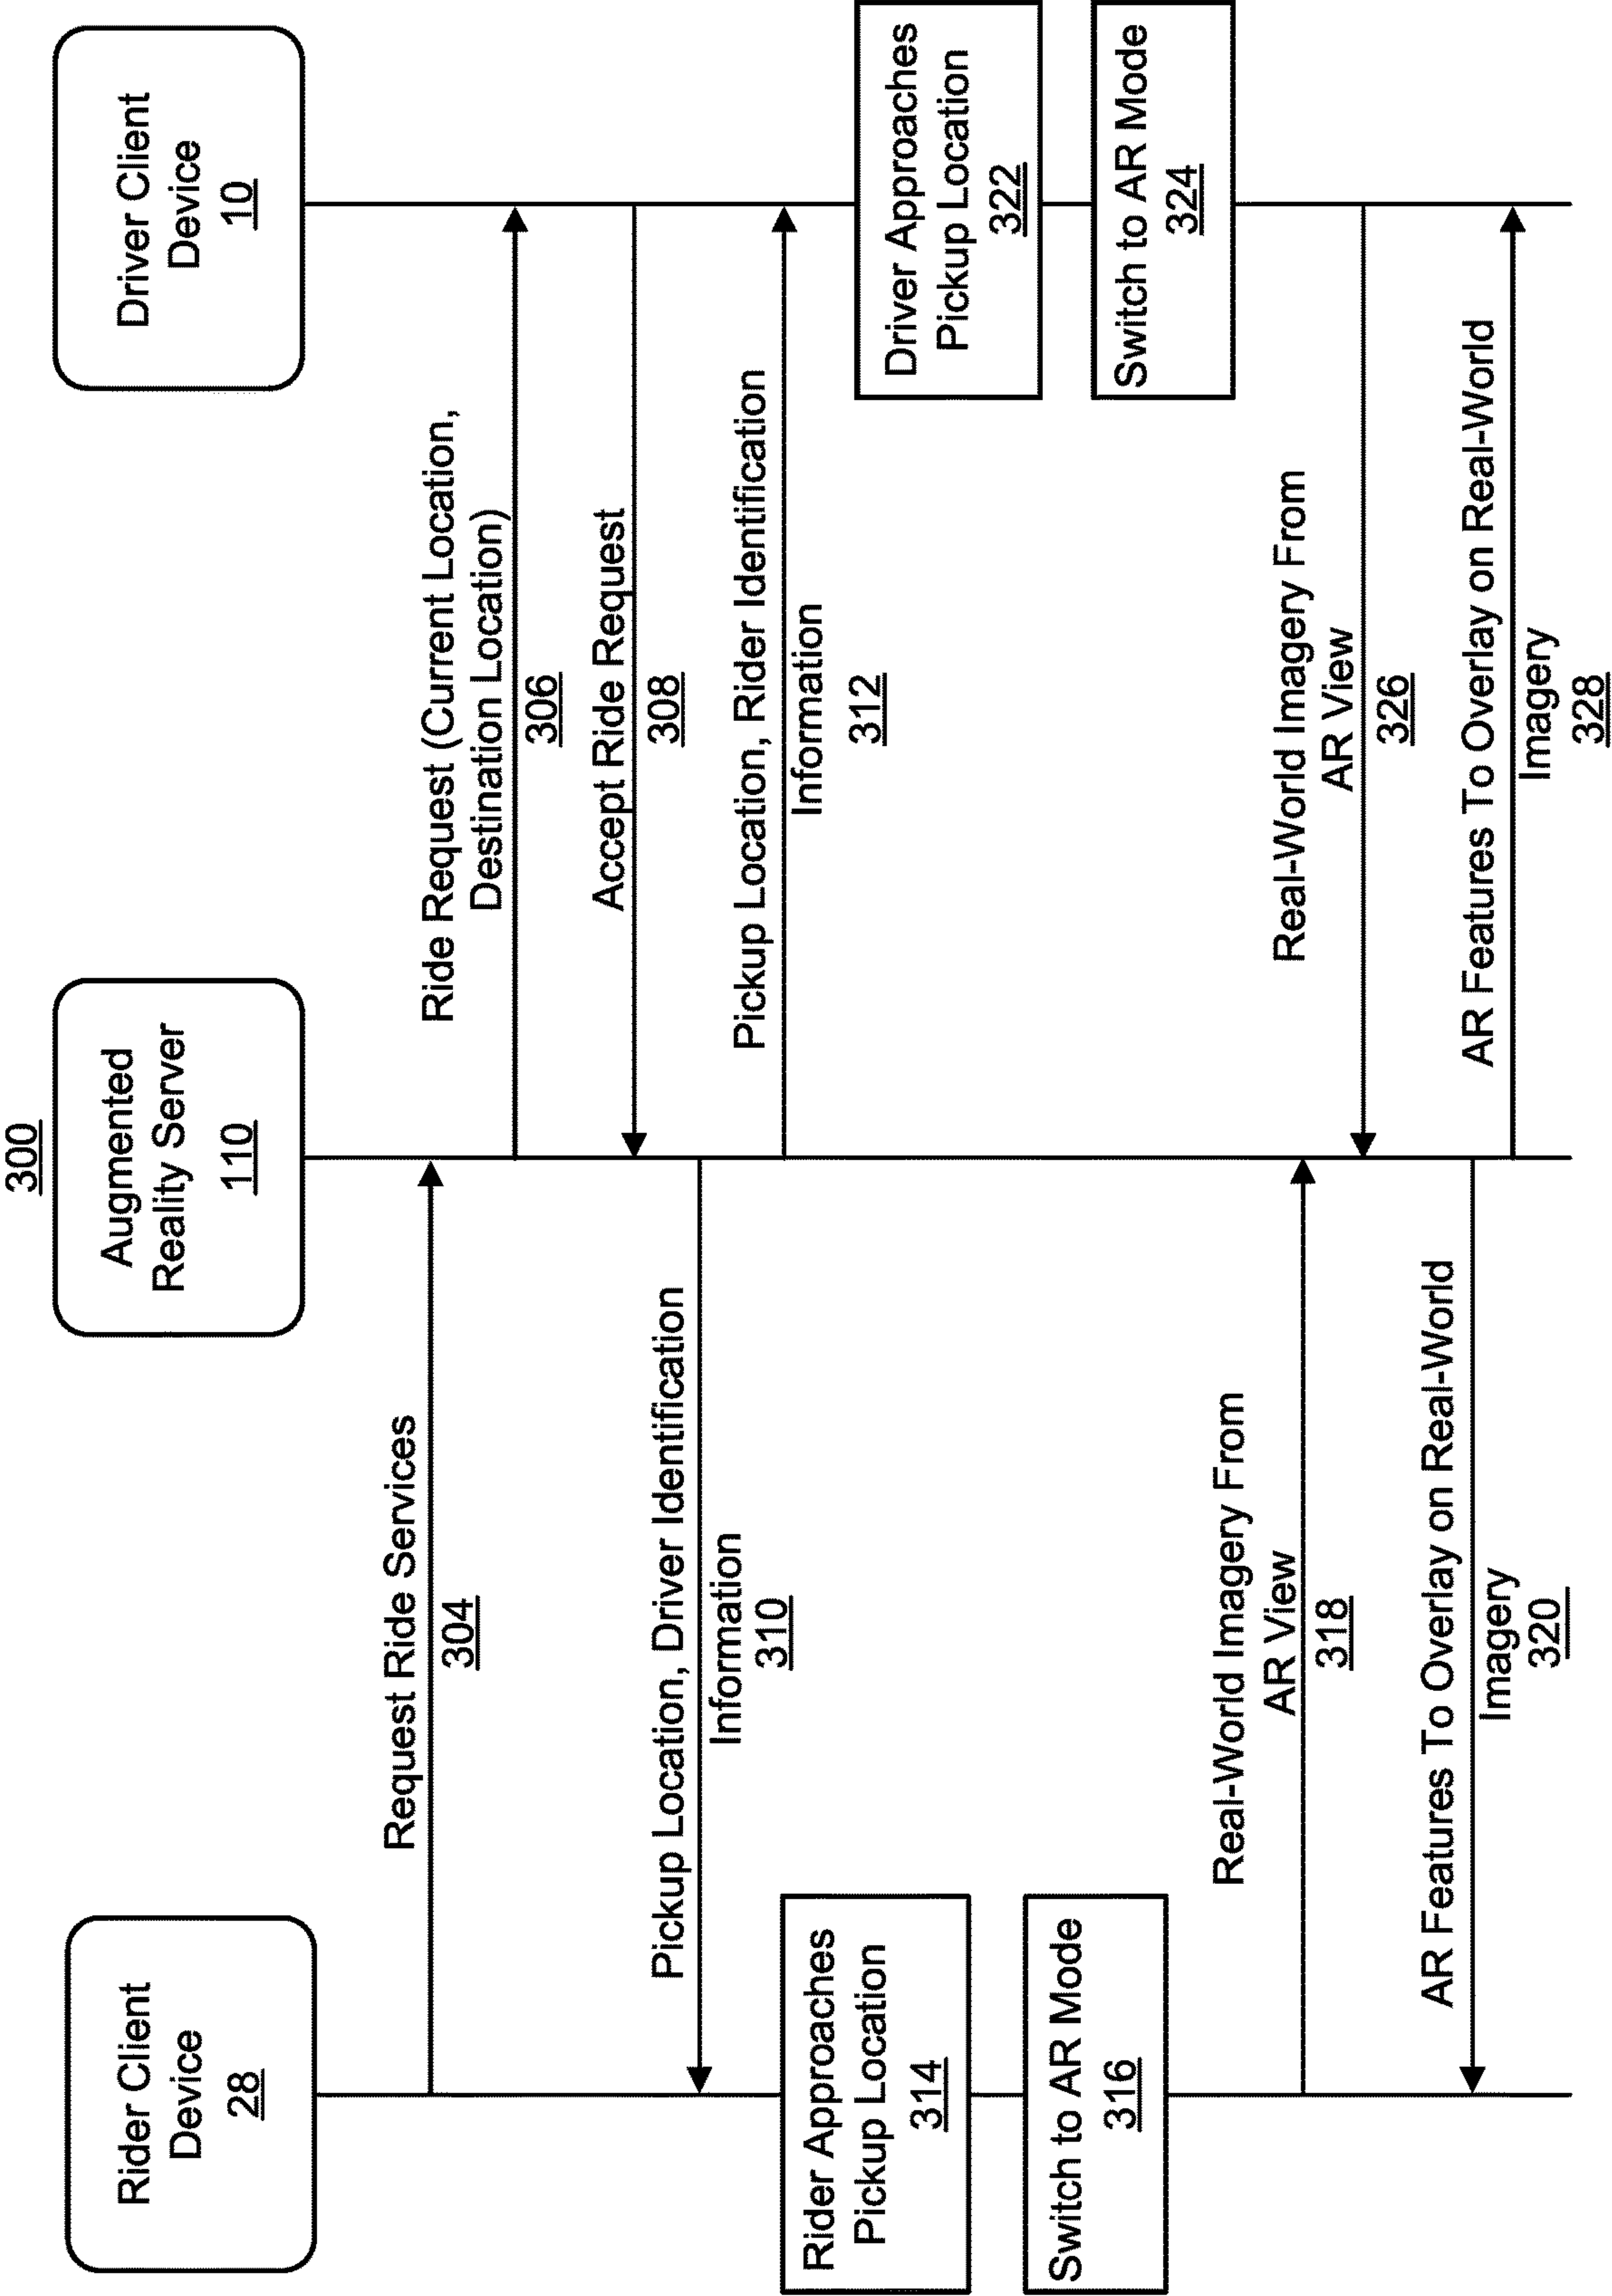 300
Rider Client
Device
28
Augmented
Reality Server
110
Driver Client
Device
10
Request Ride Services
304
Ride Request (Current Location,
Destination Location)
306
Accept Ride Request
308
Pickup Location, Driver Identification
Information
310
Pickup Location, Rider Identification
Information
312
Rider Approaches
Pickup Location
314
Driver Approaches
Pickup Location
322
Switch to AR Mode
316
Switch to AR Mode
324
Real-World Imagery From
AR View
318
Real-World Imagery From
AR View
326
AR Features To Overlay on Real-World
Imagery
320
AR Features To Overlay on Real-World
Imagery
328